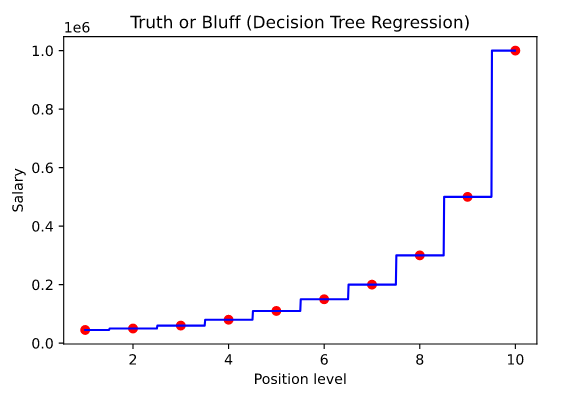 Truth or Bluff (Decision Tree Regression)
1e6
1.0
0.8
0.6
0.4
0.2
0.0
Salary
2 4 6 8 10
Position level